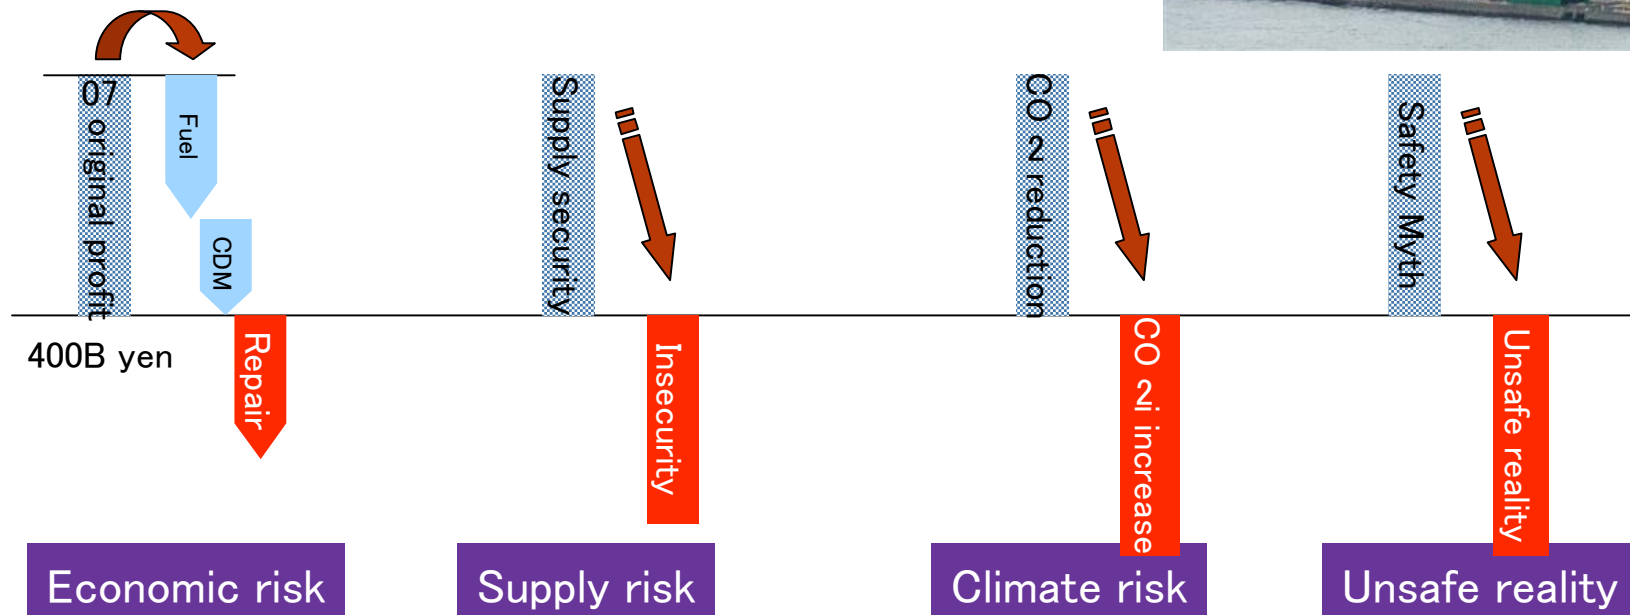 07 original profit
Fuel
CDM
Repair
400B yen
Economic risk
Supply security
Insecurity
Supply risk
CO 2 reduction
CO 2i increase
Climate risk
Safety Myth
Unsafe reality
Unsafe reality